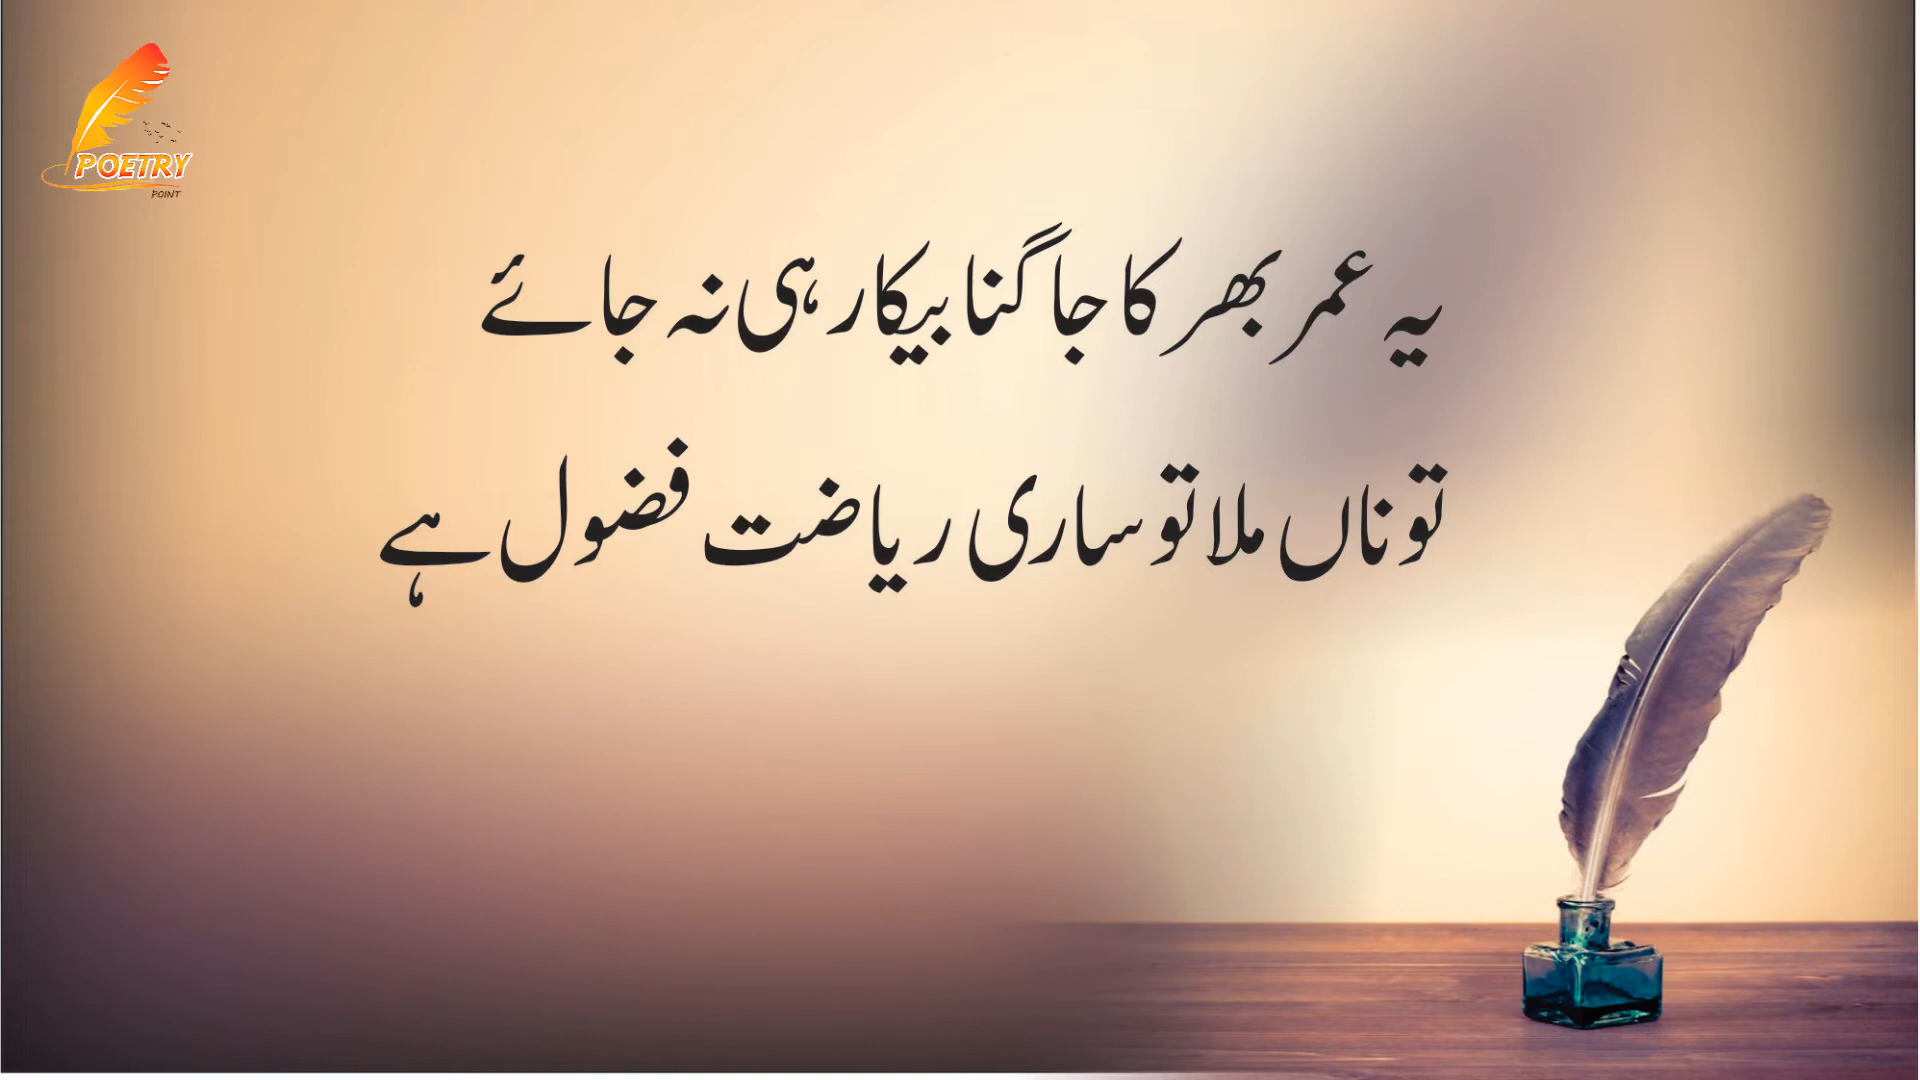 POETRY
POINT
یہ عمر بھر کا جاگنا بیکار ہی نہ جائے
تو ناں ملا تو ساری ریاضت فضول ہے